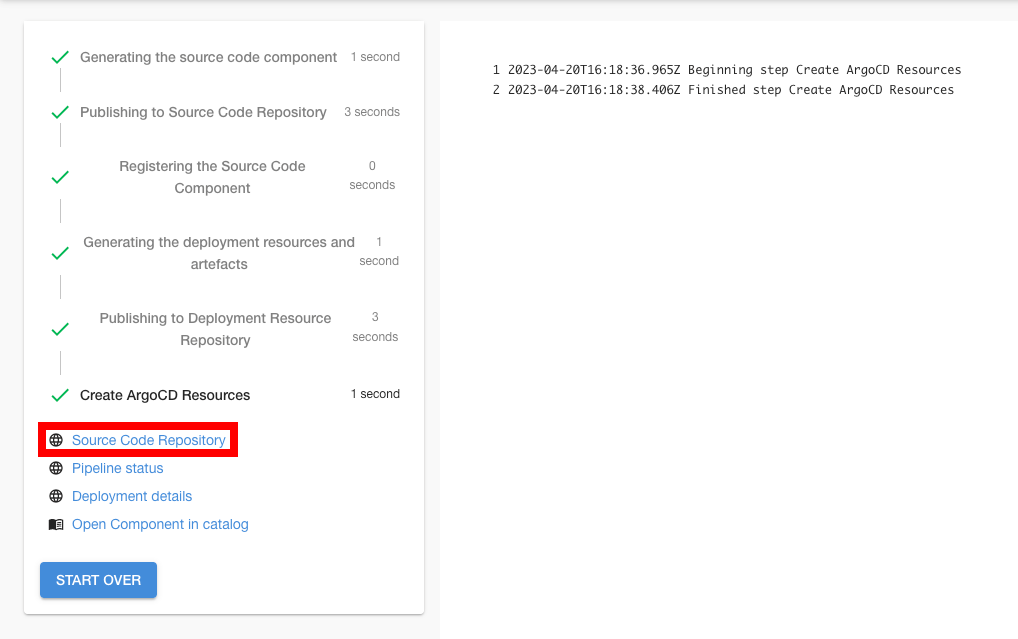 Generating the source code component 1 second
Publishing to Source Code Repository 3 seconds
Registering the Source Code
Component
0
seconds
Generating the deployment resources and
artefacts
1
second
Publishing to Deployment Resource
Repository
3
seconds
Create ArgoCD Resources 1 second
Source Code Repository
Pipeline status
Deployment details
Open Component in catalog
START OVER
1 2023-04-20T16:18:36.965Z Beginning step Create ArgoCD Resources
2 2023-04-20T16:18:38.406Z Finished step Create ArgoCD Resources